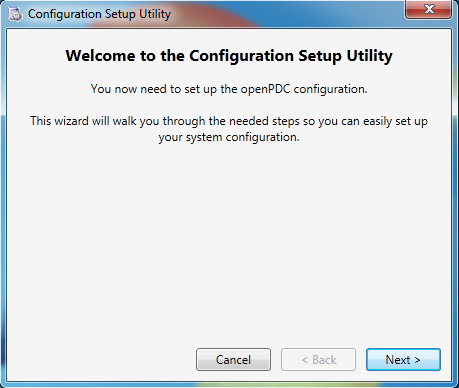 Configuration Setup Utility
Welcome to the Configuration Setup Utility
You now need to set up the openPDC configuration.
This wizard will walk you through the needed steps so you can easily set up
your system configuration.
Cancel
< Back
Next >